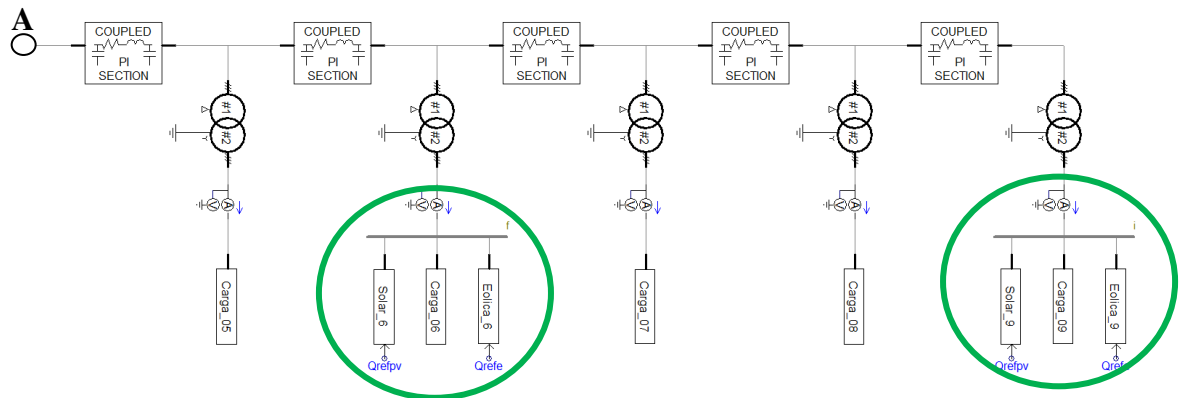 A
COUPLED
PI
SECTION
COUPLED
PI
SECTION
COUPLED
PI
SECTION
COUPLED
PI
SECTION
COUPLED
PI
SECTION
#1
#2
Y
#1
#2
Y
#1
#2
Y
#1
#2
Y
#1
#2
Y
V A
V A
V A
V A
V A
f
i
Carga_05
Solar_6
Carga_06
Eolica_6
Carga_07
Carga_08
Solar_9
Carga_09
Eolica_9
Qrefpv
Qrefe
Qrefpv
Qrefe